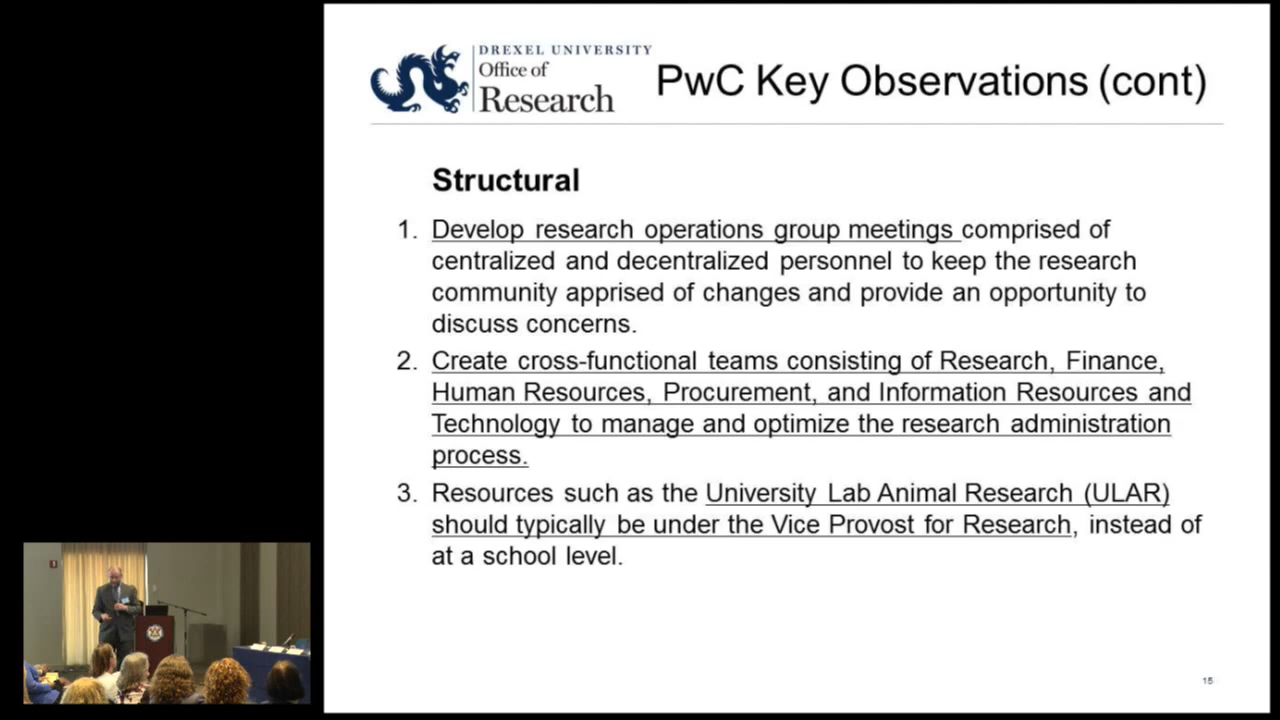 DREXEL UNIVERSITY
Office of
Research
PwC Key Observations (cont)
Structural
1. Develop research operations group meetings comprised of
centralized and decentralized personnel to keep the research
community apprised of changes and provide an opportunity to
discuss concerns.
2. Create cross-functional teams consisting of Research, Finance,
Human Resources, Procurement, and Information Resources and
Technology to manage and optimize the research administration
process.
3. Resources such as the University Lab Animal Research (ULAR)
should typically be under the Vice Provost for Research, instead of
at a school level.
15